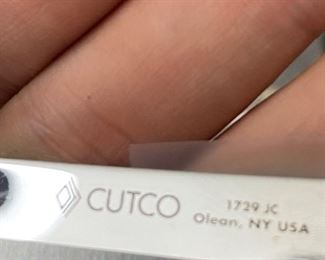 CUTCO
1729 JC
Olean, NY USA